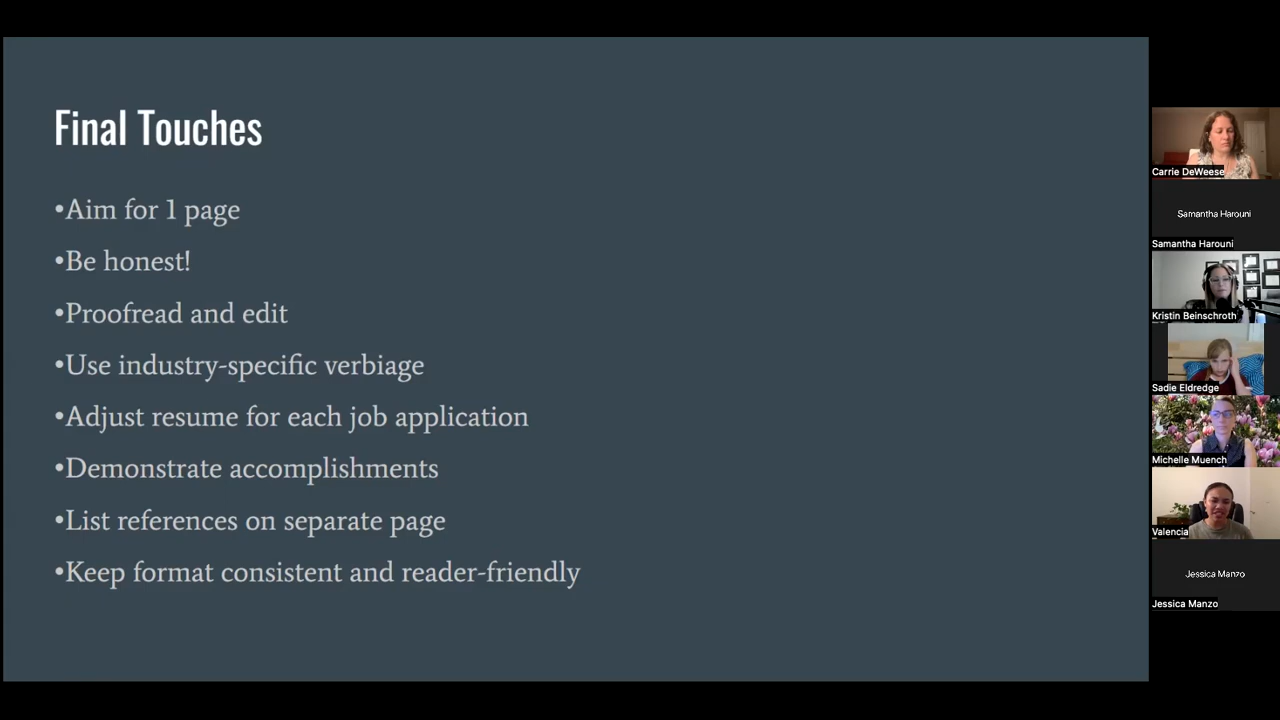 Final Touches
•Aim for 1 page
•Be honest!
•Proofread and edit
•Use industry-specific verbiage
•Adjust resume for each job application
•Demonstrate accomplishments
•List references on separate page
•Keep format consistent and reader-friendly
Carrie DeWeese
Samantha Harouni
Samantha Harouni
Kristin Beinschroth
Sadie Eldredge
Michelle Muench
Valencia
Jessica Manzo
Jessica Manzo